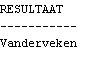 RESULTAAT
-----------
Vanderveken